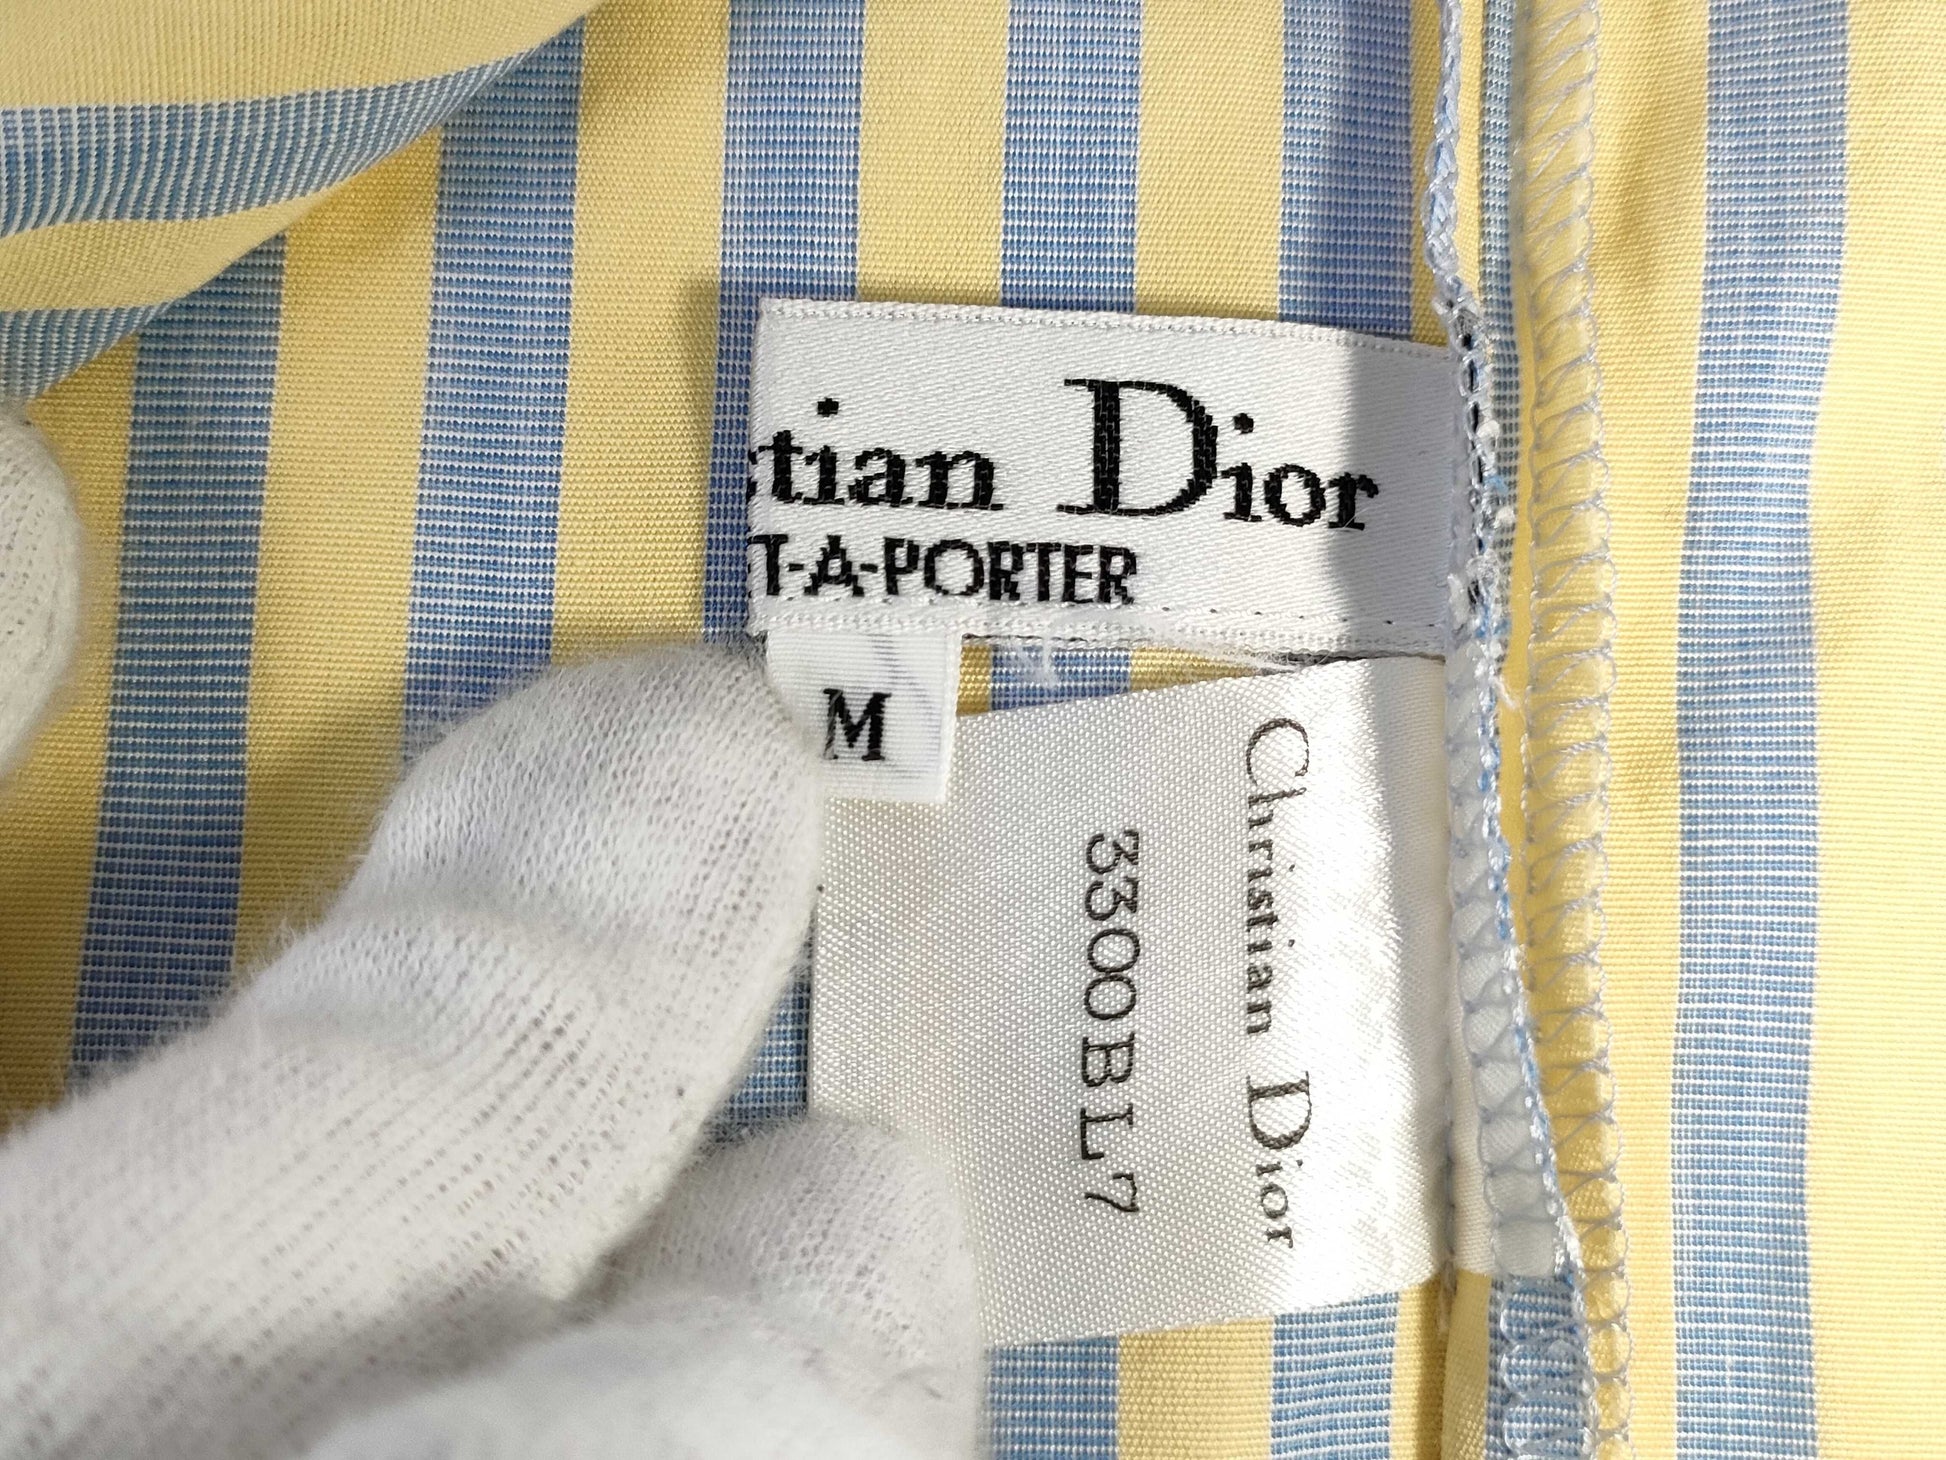 stian Dior
T-A-PORTER
M
Christian Dior
3300BL7